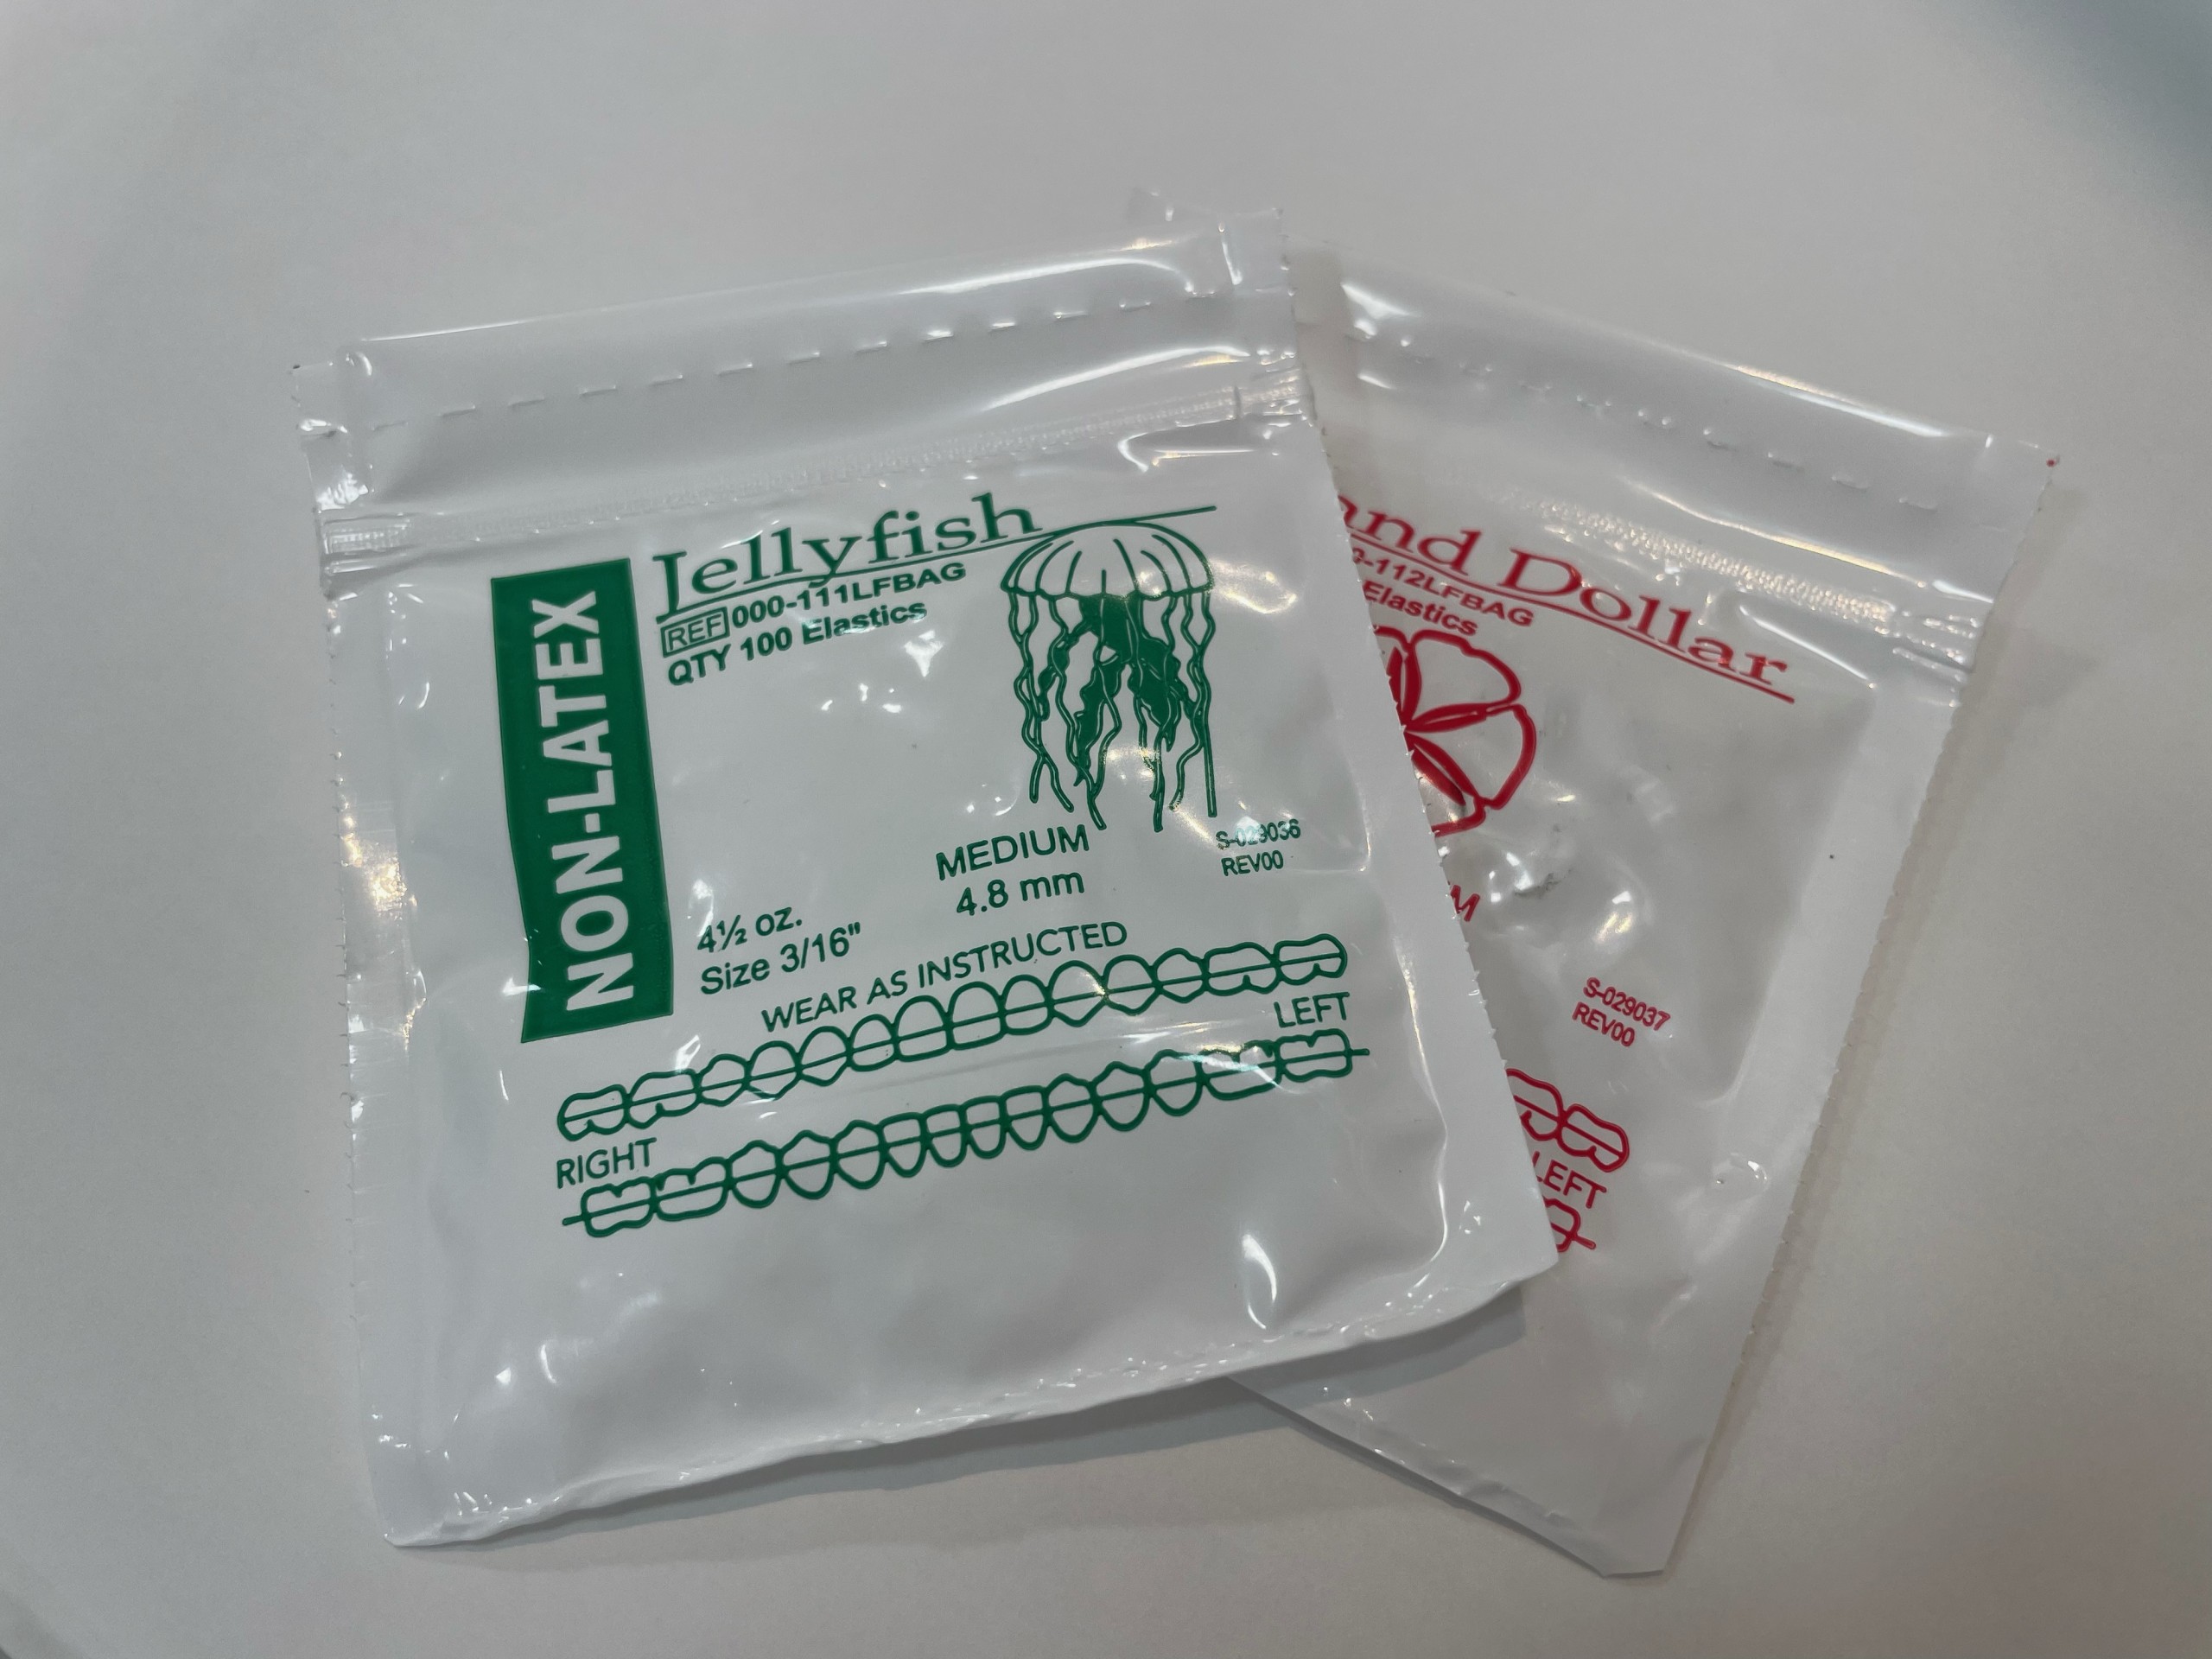 NON-LATEX
Jellyfish
REF 000-111LFBAG
QTY 100 Elastics
MEDIUM
4.8 mm
S-029036
REV00
4½ oz.
Size 3/16"
WEAR AS INSTRUCTED
LEFT
RIGHT
and Dollar
-112LFBAG
Elastics
M
S-029037
REV00
LEFT